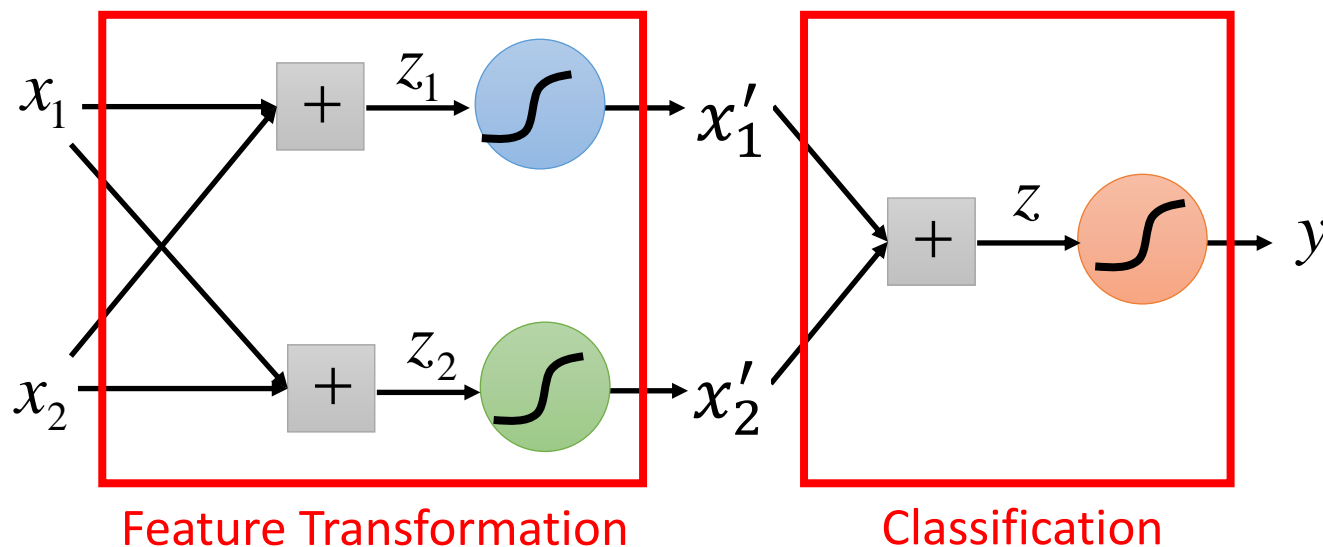 x₁
+
z₁
x′₁
+
z
y
x₂
+
z₂
x′₂
Feature Transformation
Classification